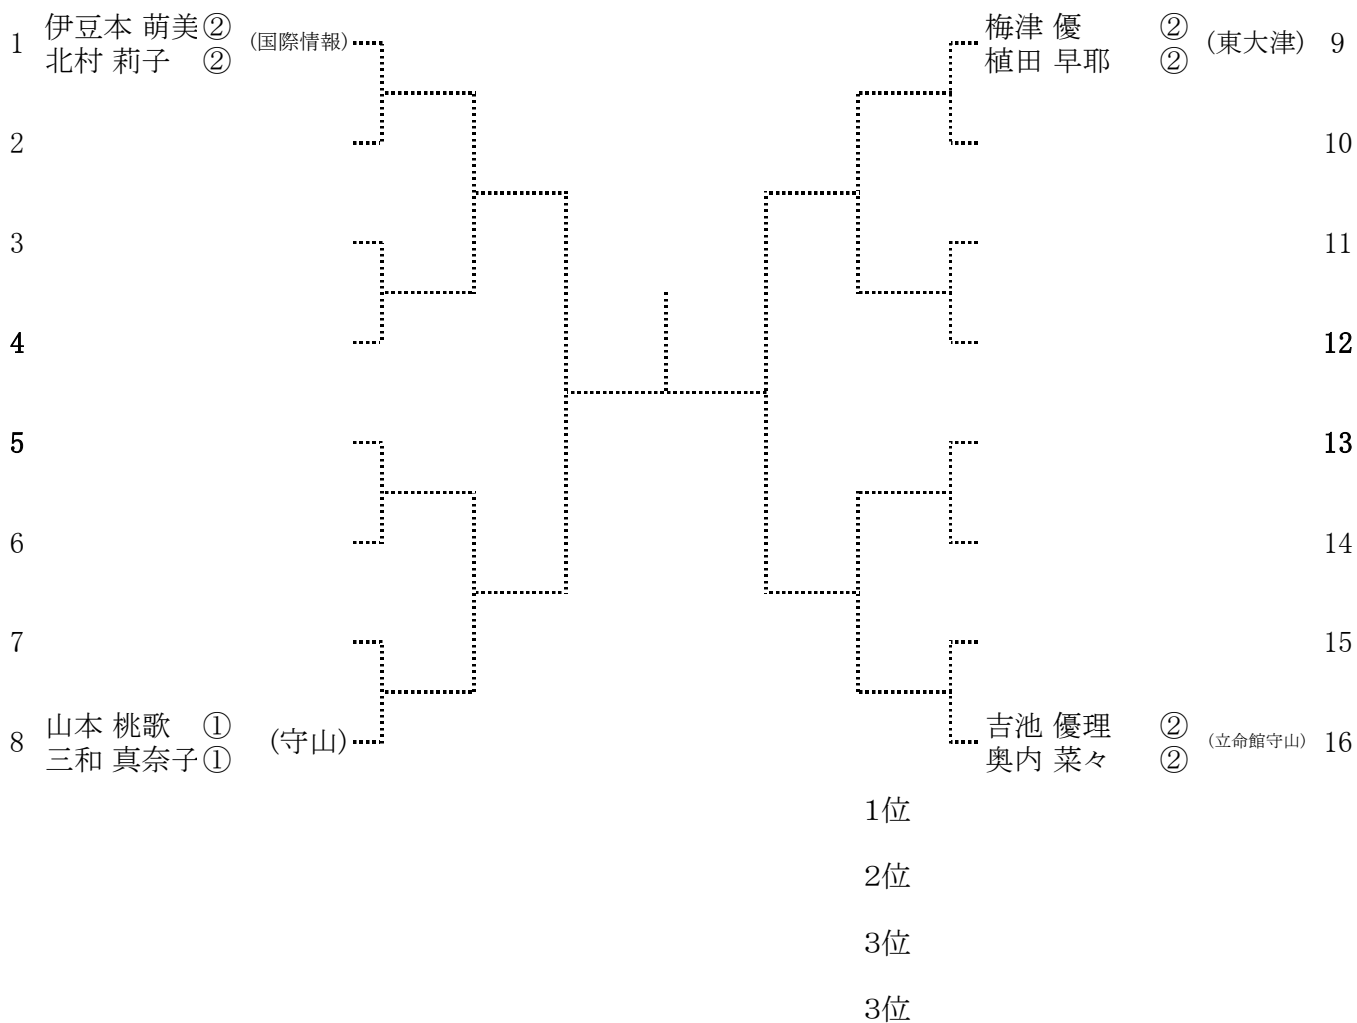 1 伊豆本 萌美② (国際情報)
北村 莉子 ②
2
3
4
5
6
7
8 山本 桃歌 ① (守山)
三和 真奈子①
梅津 優 ② (東大津) 9
植田 早耶 ②
10
11
12
13
14
15
吉池 優理 ② (立命館守山) 16
奥内 菜々 ②
1位
2位
3位
3位